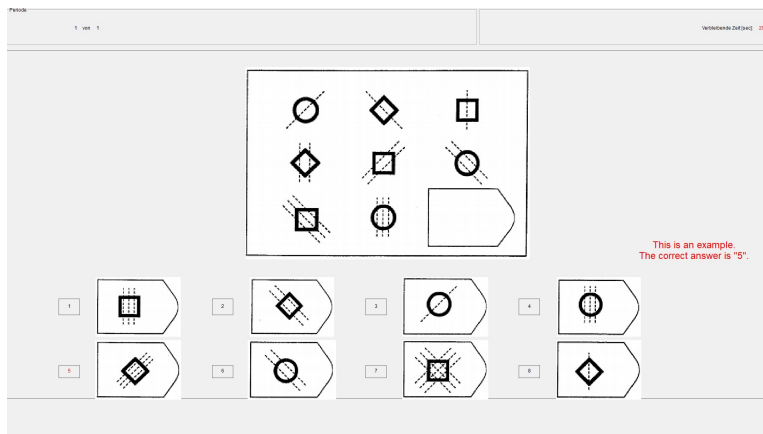 Periode
1 von 1
Verbleibende Zeit [sec]:
This is an example.
The correct answer is "5".
1
2
3
4
5
6
7
8